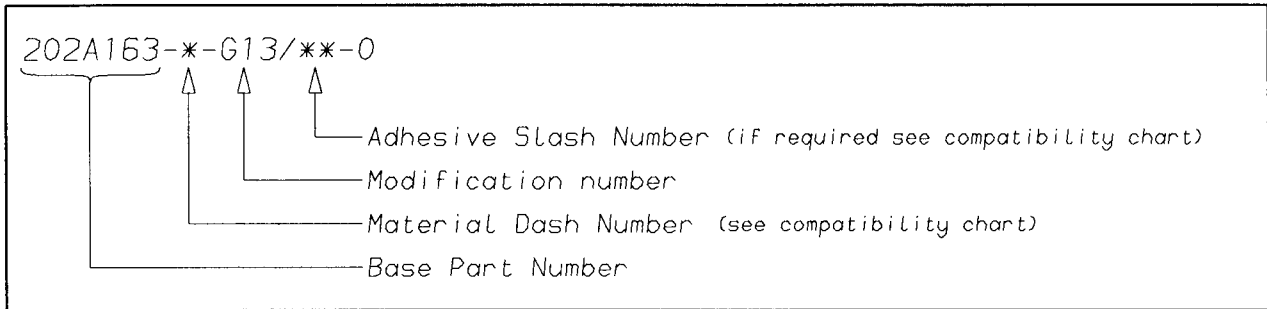 202A163-*-G13/**-0
Adhesive Slash Number (if required see compatibility chart)
Modification number
Material Dash Number (see compatibility chart)
Base Part Number